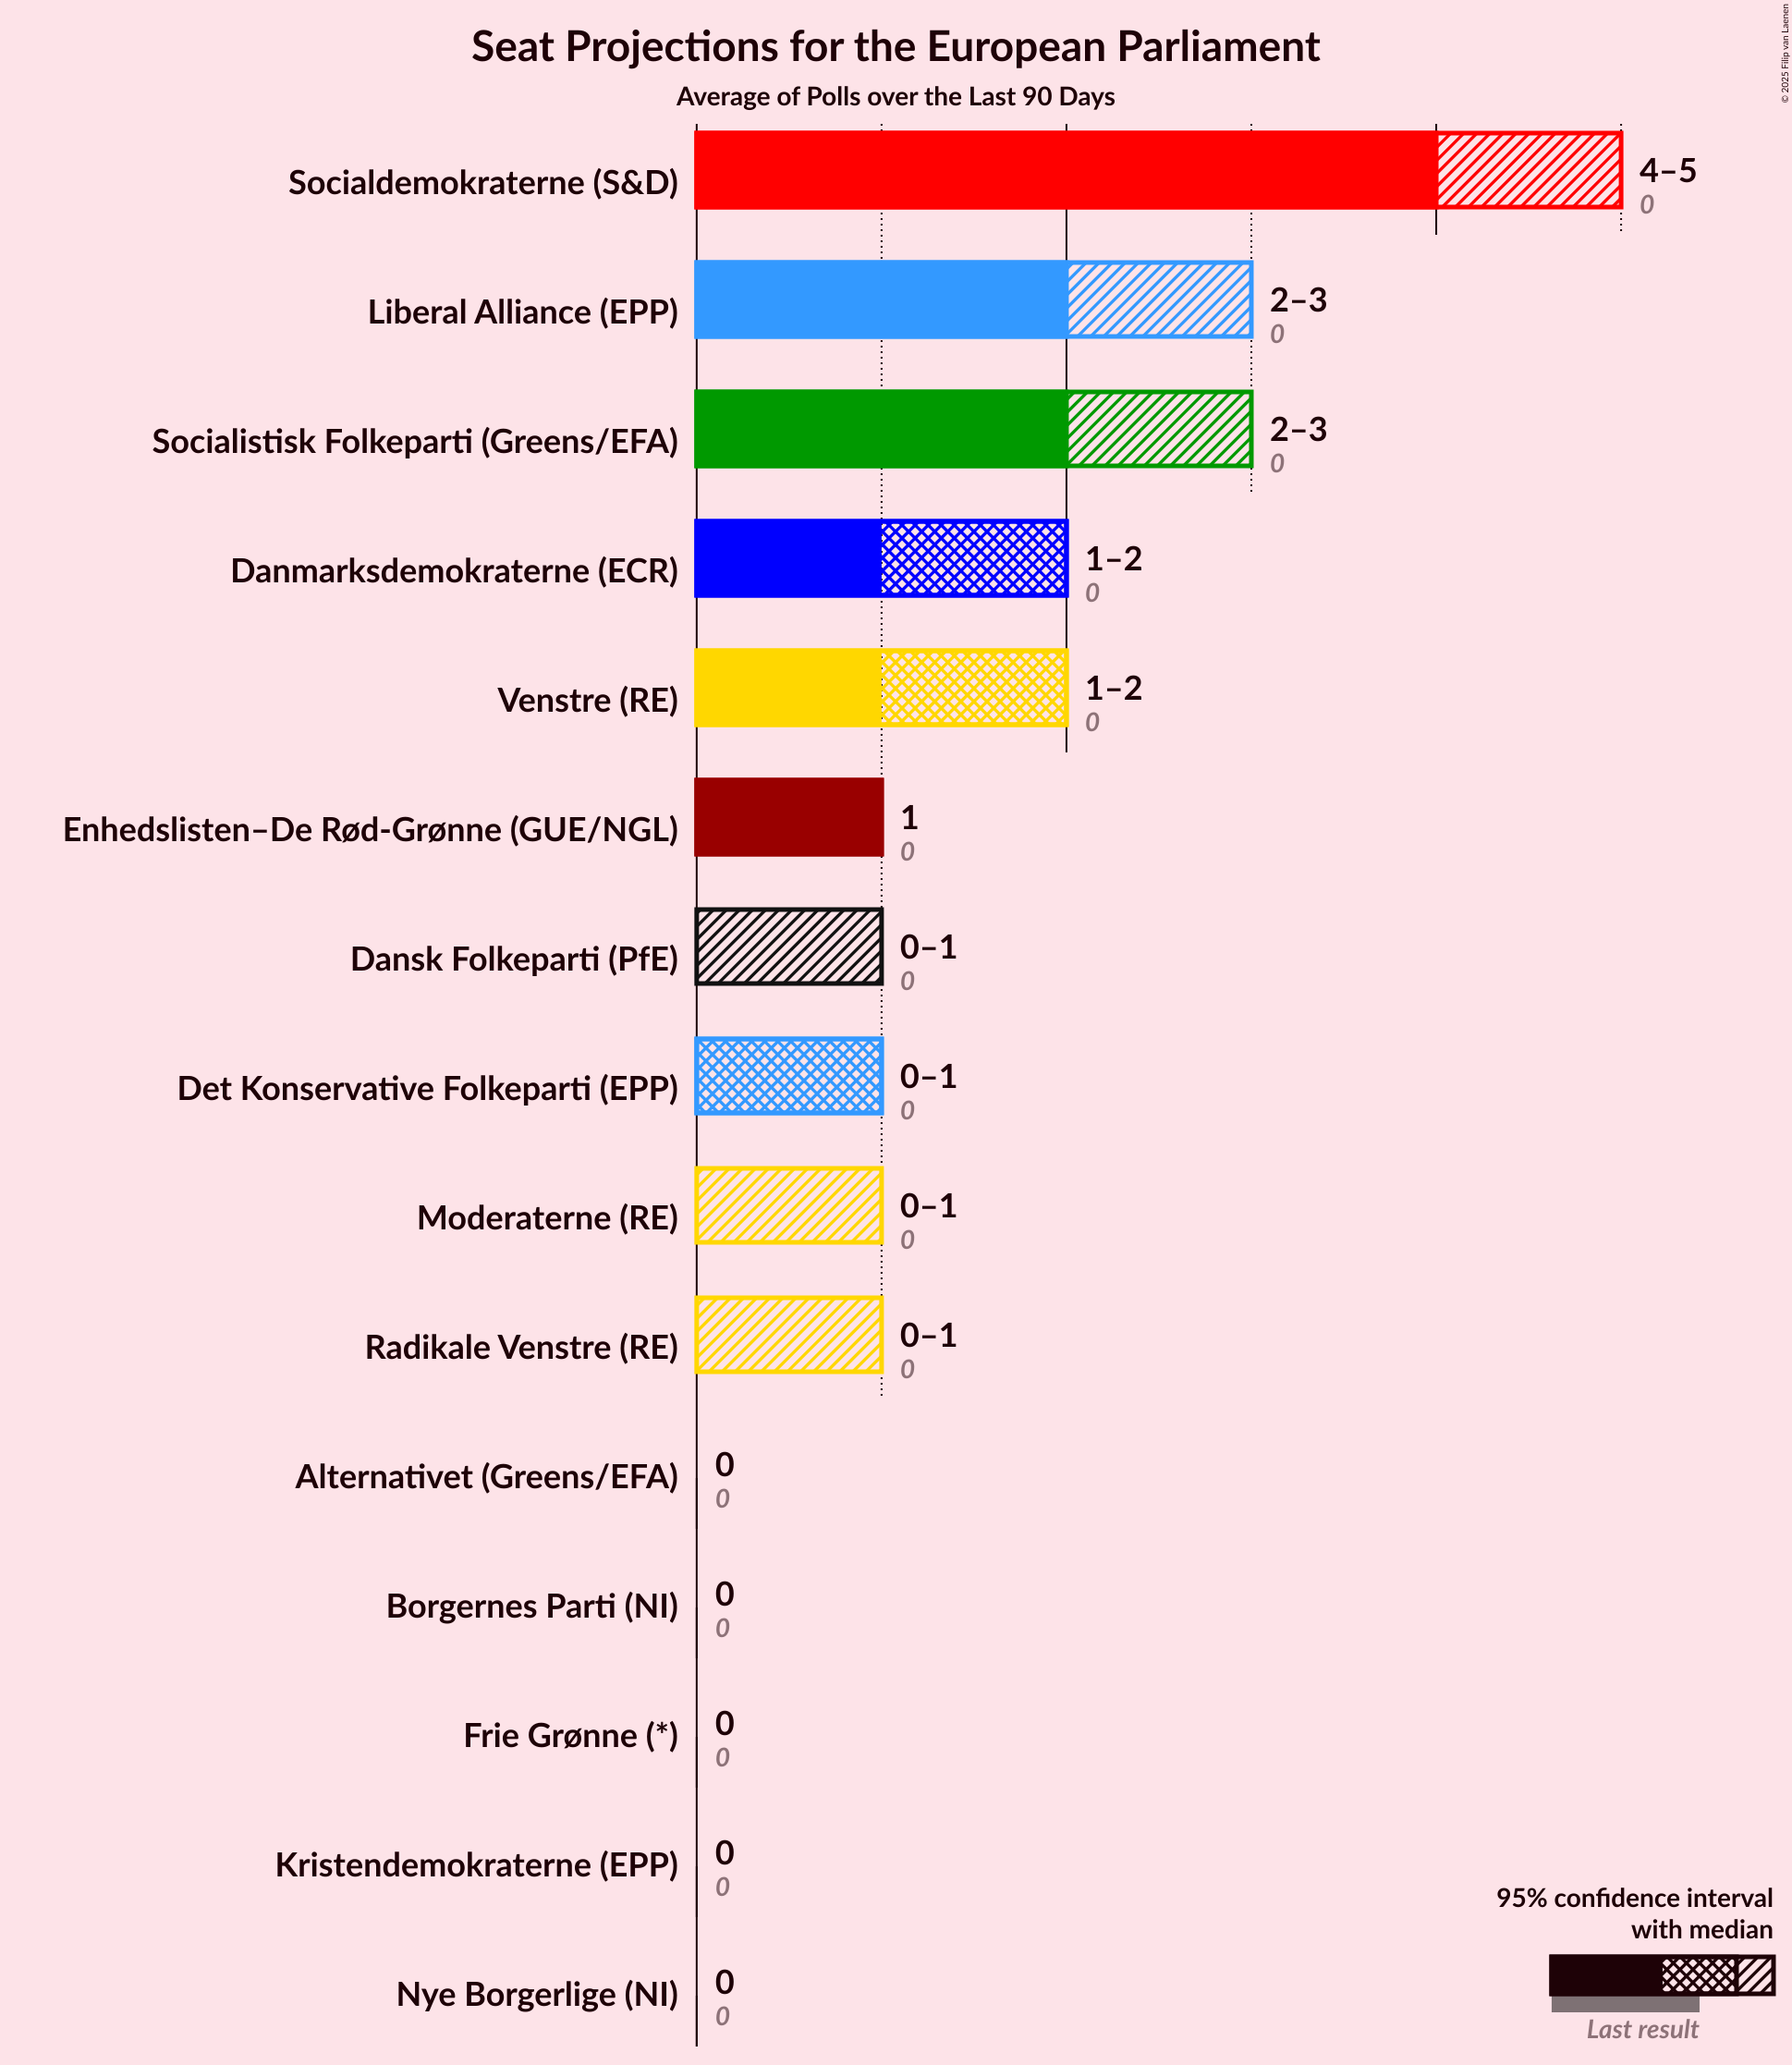 Seat Projections for the European Parliament
Average of Polls over the Last 90 Days
© 2025 Filip van Laenen
Socialdemokraterne (S&D)
4–5
0
Liberal Alliance (EPP)
2–3
0
Socialistisk Folkeparti (Greens/EFA)
2–3
0
Danmarksdemokraterne (ECR)
1–2
0
Venstre (RE)
1–2
0
Enhedslisten–De Rød-Grønne (GUE/NGL)
1
0
Dansk Folkeparti (PfE)
0–1
0
Det Konservative Folkeparti (EPP)
0–1
0
Moderaterne (RE)
0–1
0
Radikale Venstre (RE)
0–1
0
Alternativet (Greens/EFA)
0
0
Borgernes Parti (NI)
0
0
Frie Grønne (*)
0
0
Kristendemokraterne (EPP)
0
0
Nye Borgerlige (NI)
0
0
95% confidence interval
with median
Last result